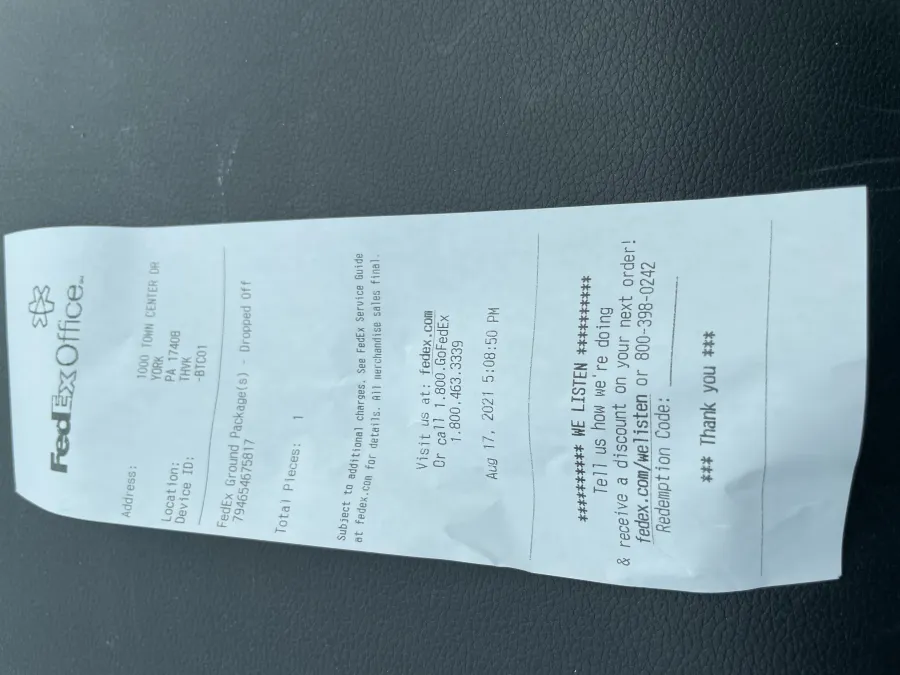 FedEx Office
Address: 1000 TOWN CENTER DR
YORK
PA 17408
Location: THVK
Device ID: -BTC01
FedEx Ground Package(s) - Dropped Off
794654675817
Total Pieces: 1
Subject to additional charges. See FedEx Service Guide
at fedex.com for details. All merchandise sales final.
Visit us at: fedex.com
Or call 1.800.GoFedEx
1.800.463.3339
Aug 17, 2021 5:08:50 PM
********** WE LISTEN **********
Tell us how we're doing
& receive a discount on your next order!
fedex.com/welisten or 800-398-0242
Redemption Code: ____________
*** Thank you ***